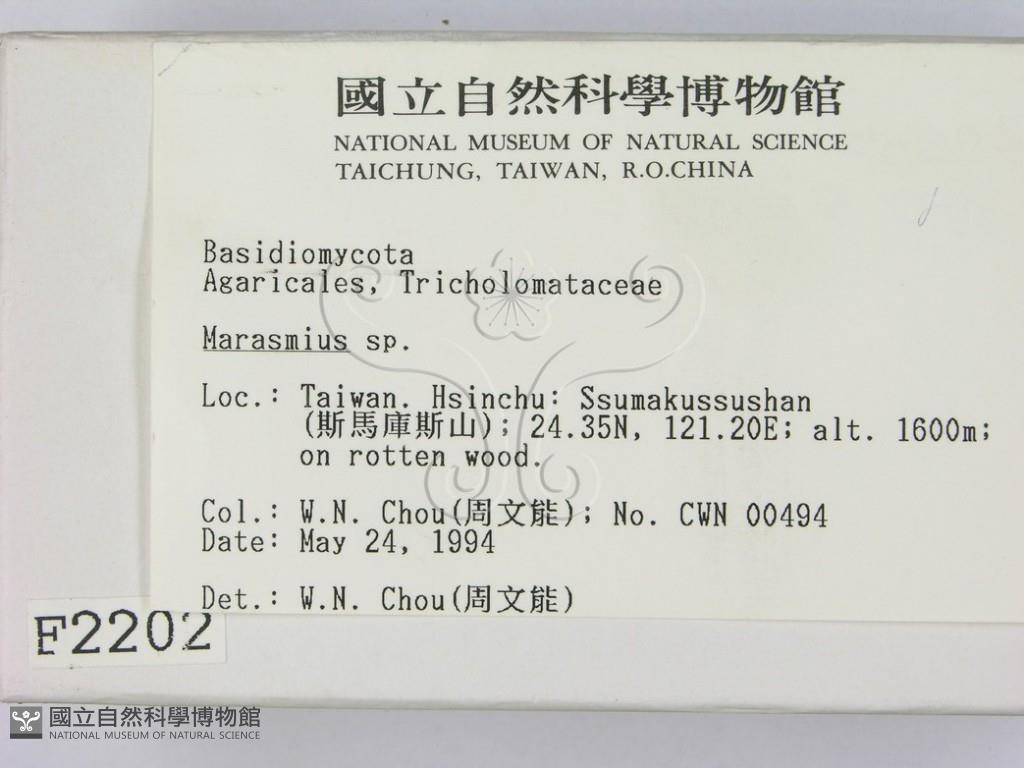 國立自然科學博物館
NATIONAL MUSEUM OF NATURAL SCIENCE
TAICHUNG, TAIWAN, R.O.CHINA
Basidiomycota
Agaricales, Tricholomataceae
Marasmius sp.
Loc.: Taiwan. Hsinchu: Ssumakussushan
(斯馬庫斯山); 24.35N, 121.20E; alt. 1600m;
on rotten wood.
Col.: W.N. Chou(周文能); No. CWN 00494
Date: May 24, 1994
Det.: W.N. Chou(周文能)
F2202
國立自然科學博物館
NATIONAL MUSEUM OF NATURAL SCIENCE